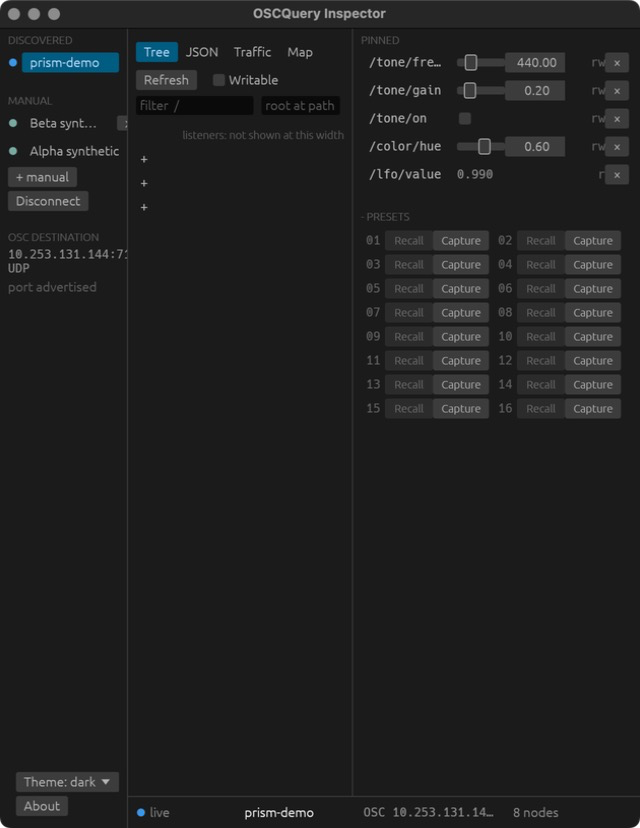 OSCQuery Inspector
DISCOVERED
prism-demo
MANUAL
Beta synt...
Alpha synthetic
+ manual
Disconnect
OSC DESTINATION
10.253.131.144:71
UDP
port advertised
Theme: dark
About
Tree JSON Traffic Map
Refresh Writable
filter / root at path
listeners: not shown at this width
+
+
+
PINNED
/tone/fre... 440.00 rw ×
/tone/gain 0.20 rw ×
/tone/on rw ×
/color/hue 0.60 rw ×
/lfo/value 0.990 r ×
- PRESETS
01 Recall Capture 02 Recall Capture
03 Recall Capture 04 Recall Capture
05 Recall Capture 06 Recall Capture
07 Recall Capture 08 Recall Capture
09 Recall Capture 10 Recall Capture
11 Recall Capture 12 Recall Capture
13 Recall Capture 14 Recall Capture
15 Recall Capture 16 Recall Capture
live prism-demo OSC 10.253.131.14... 8 nodes